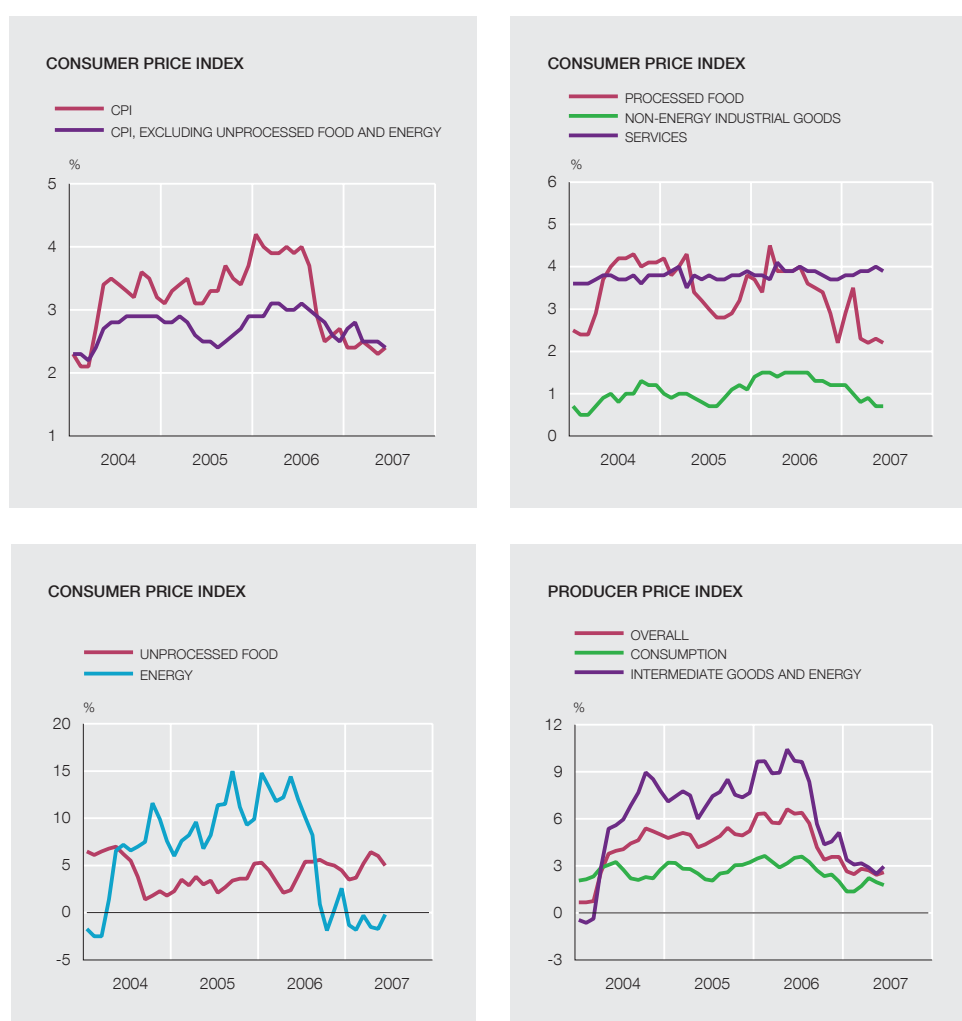 CONSUMER PRICE INDEX
CPI
CPI, EXCLUDING UNPROCESSED FOOD AND ENERGY
%
5
4
3
2
1
2004 2005 2006 2007
CONSUMER PRICE INDEX
PROCESSED FOOD
NON-ENERGY INDUSTRIAL GOODS
SERVICES
%
6
5
4
3
2
1
0
2004 2005 2006 2007
CONSUMER PRICE INDEX
UNPROCESSED FOOD
ENERGY
%
20
15
10
5
0
-5
2004 2005 2006 2007
PRODUCER PRICE INDEX
OVERALL
CONSUMPTION
INTERMEDIATE GOODS AND ENERGY
%
12
9
6
3
0
-3
2004 2005 2006 2007